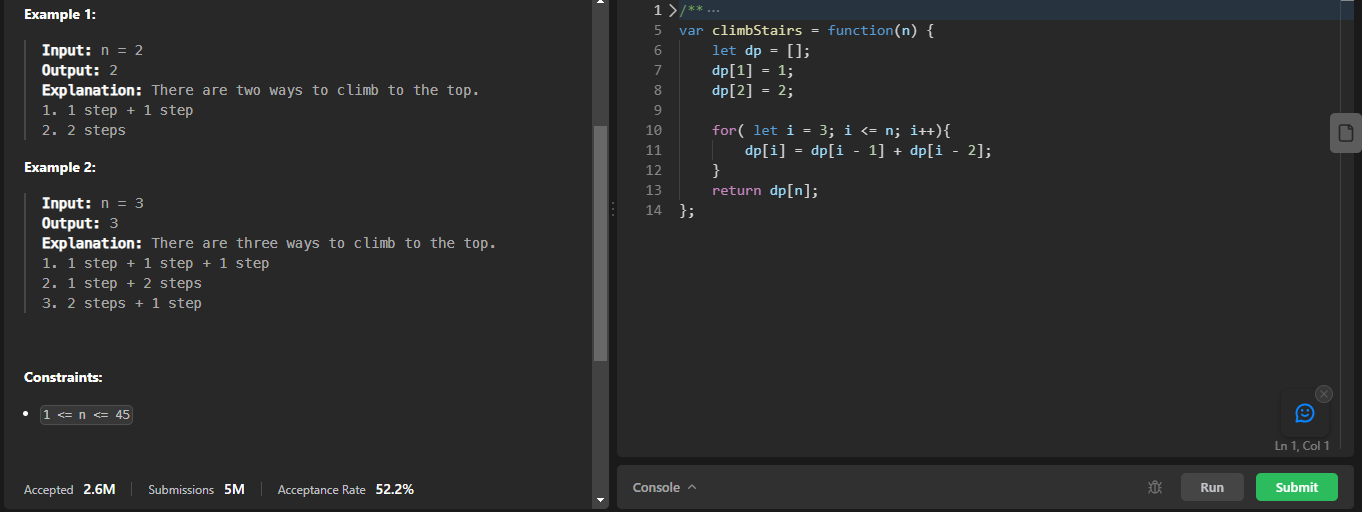 Example 1:
Input: n = 2
Output: 2
Explanation: There are two ways to climb to the top.
1. 1 step + 1 step
2. 2 steps
Example 2:
Input: n = 3
Output: 3
Explanation: There are three ways to climb to the top.
1. 1 step + 1 step + 1 step
2. 1 step + 2 steps
3. 2 steps + 1 step
Constraints:
• 1 <= n <= 45
Accepted 2.6M | Submissions 5M | Acceptance Rate 52.2%
1 /** ···
5 var climbStairs = function(n) {
6 let dp = [];
7 dp[1] = 1;
8 dp[2] = 2;
9
10 for( let i = 3; i <= n; i++){
11 dp[i] = dp[i - 1] + dp[i - 2];
12 }
13 return dp[n];
14 };
Ln 1, Col 1
Console Run Submit